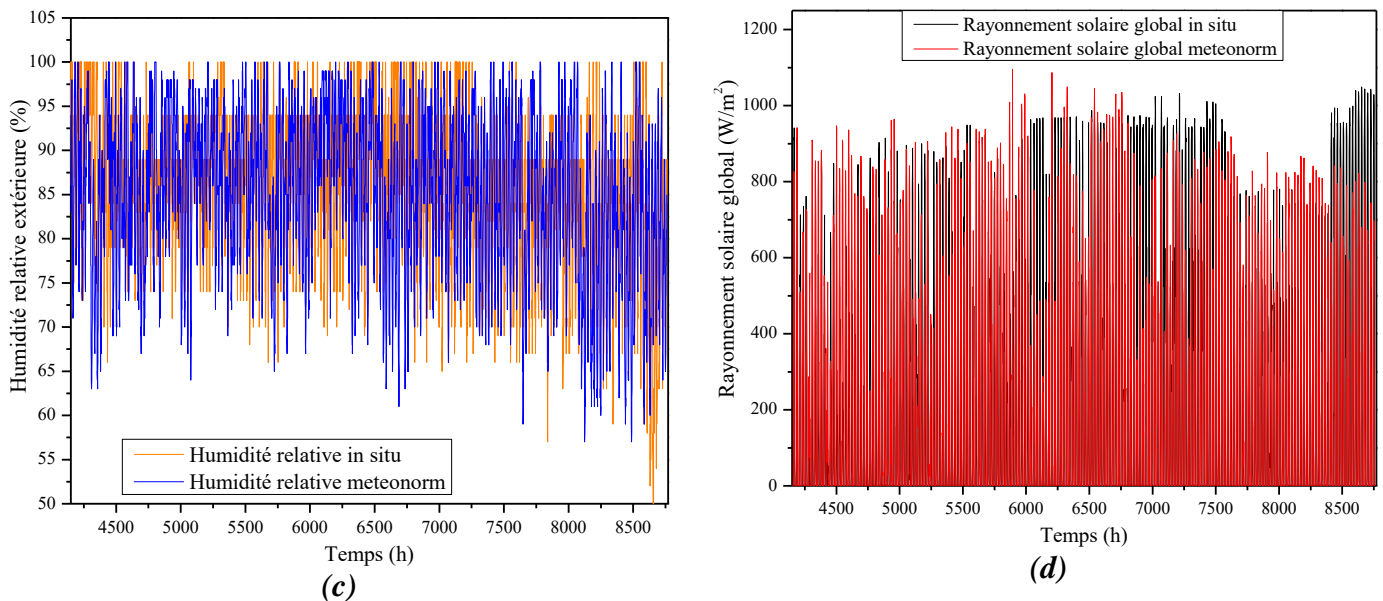 105
100
95
90
85
80
75
70
65
60
55
50
Humidité relative extérieure (%)
Humidité relative in situ
Humidité relative meteonorm
4500 5000 5500 6000 6500 7000 7500 8000 8500
Temps (h)
(c)
1200
1000
800
600
400
200
0
Rayonnement solaire global (W/m²)
Rayonnement solaire global in situ
Rayonnement solaire global meteonorm
4500 5000 5500 6000 6500 7000 7500 8000 8500
Temps (h)
(d)